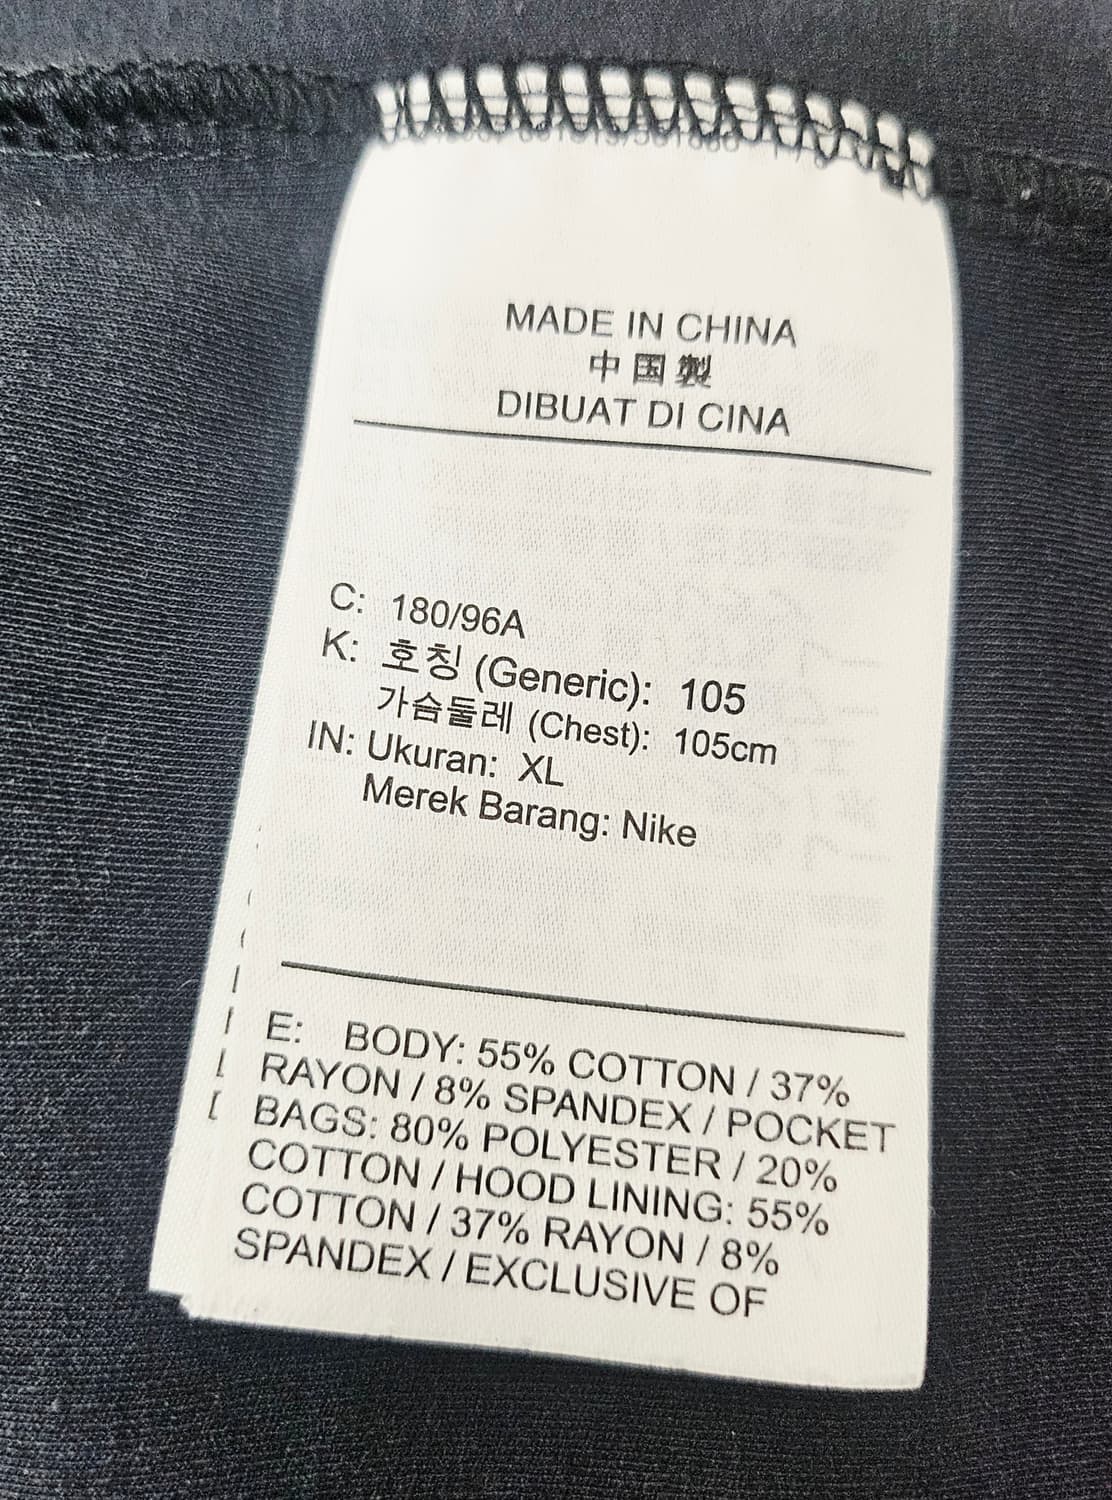 MADE IN CHINA
中国製
DIBUAT DI CINA
C: 180/96A
K: 호칭 (Generic): 105
가슴둘레 (Chest): 105cm
IN: Ukuran: XL
Merek Barang: Nike
E: BODY: 55% COTTON / 37%
RAYON / 8% SPANDEX / POCKET
BAGS: 80% POLYESTER / 20%
COTTON / HOOD LINING: 55%
COTTON / 37% RAYON / 8%
SPANDEX / EXCLUSIVE OF